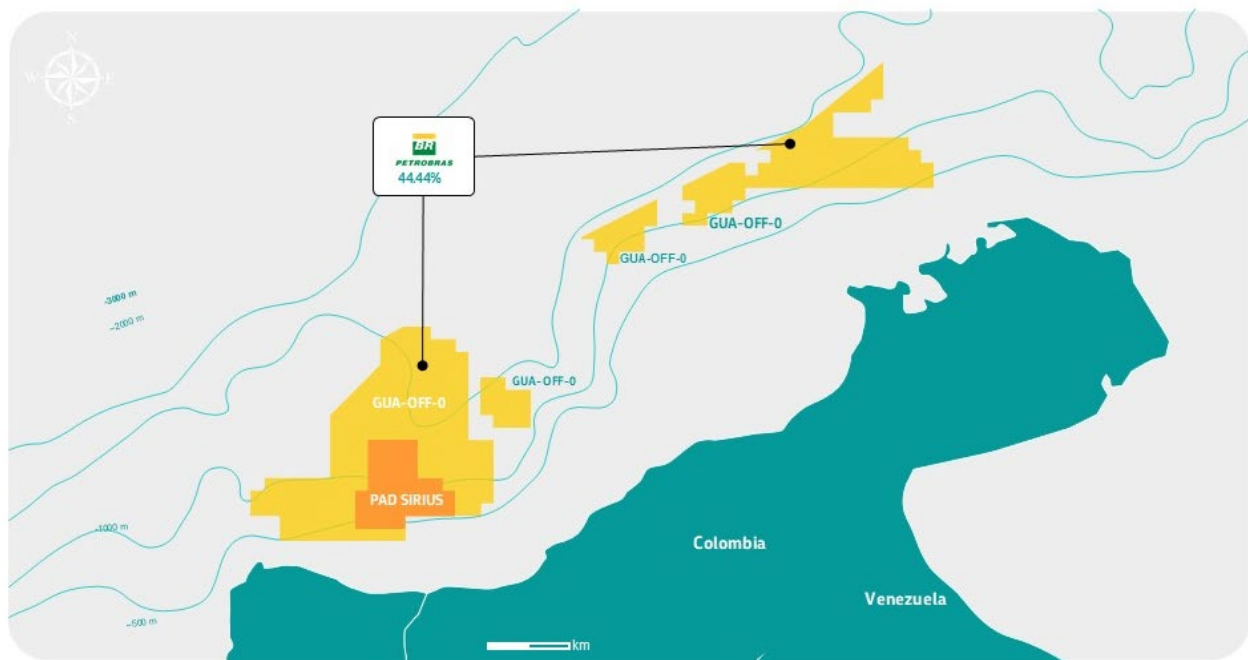 N
W E
S
BR
PETROBRAS
44.44%
GUA-OFF-0
GUA-OFF-0
-3000 m
-2000 m
GUA-OFF-0
GUA-OFF-0
PAD SIRIUS
-1000 m
Colombia
Venezuela
-500 m
km